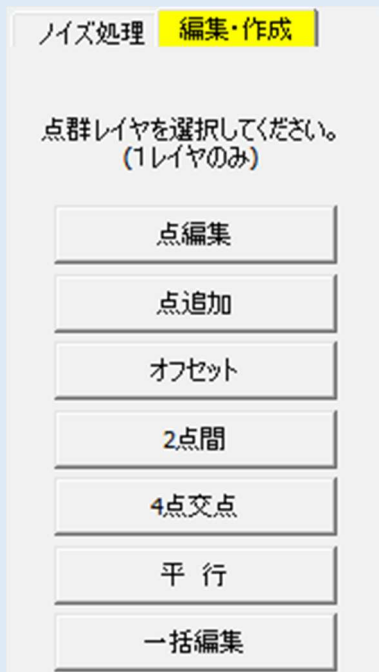 ノイズ処理 編集・作成
点群レイヤを選択してください。
(1レイヤのみ)
点編集
点追加
オフセット
2点間
4点交点
平 行
一括編集